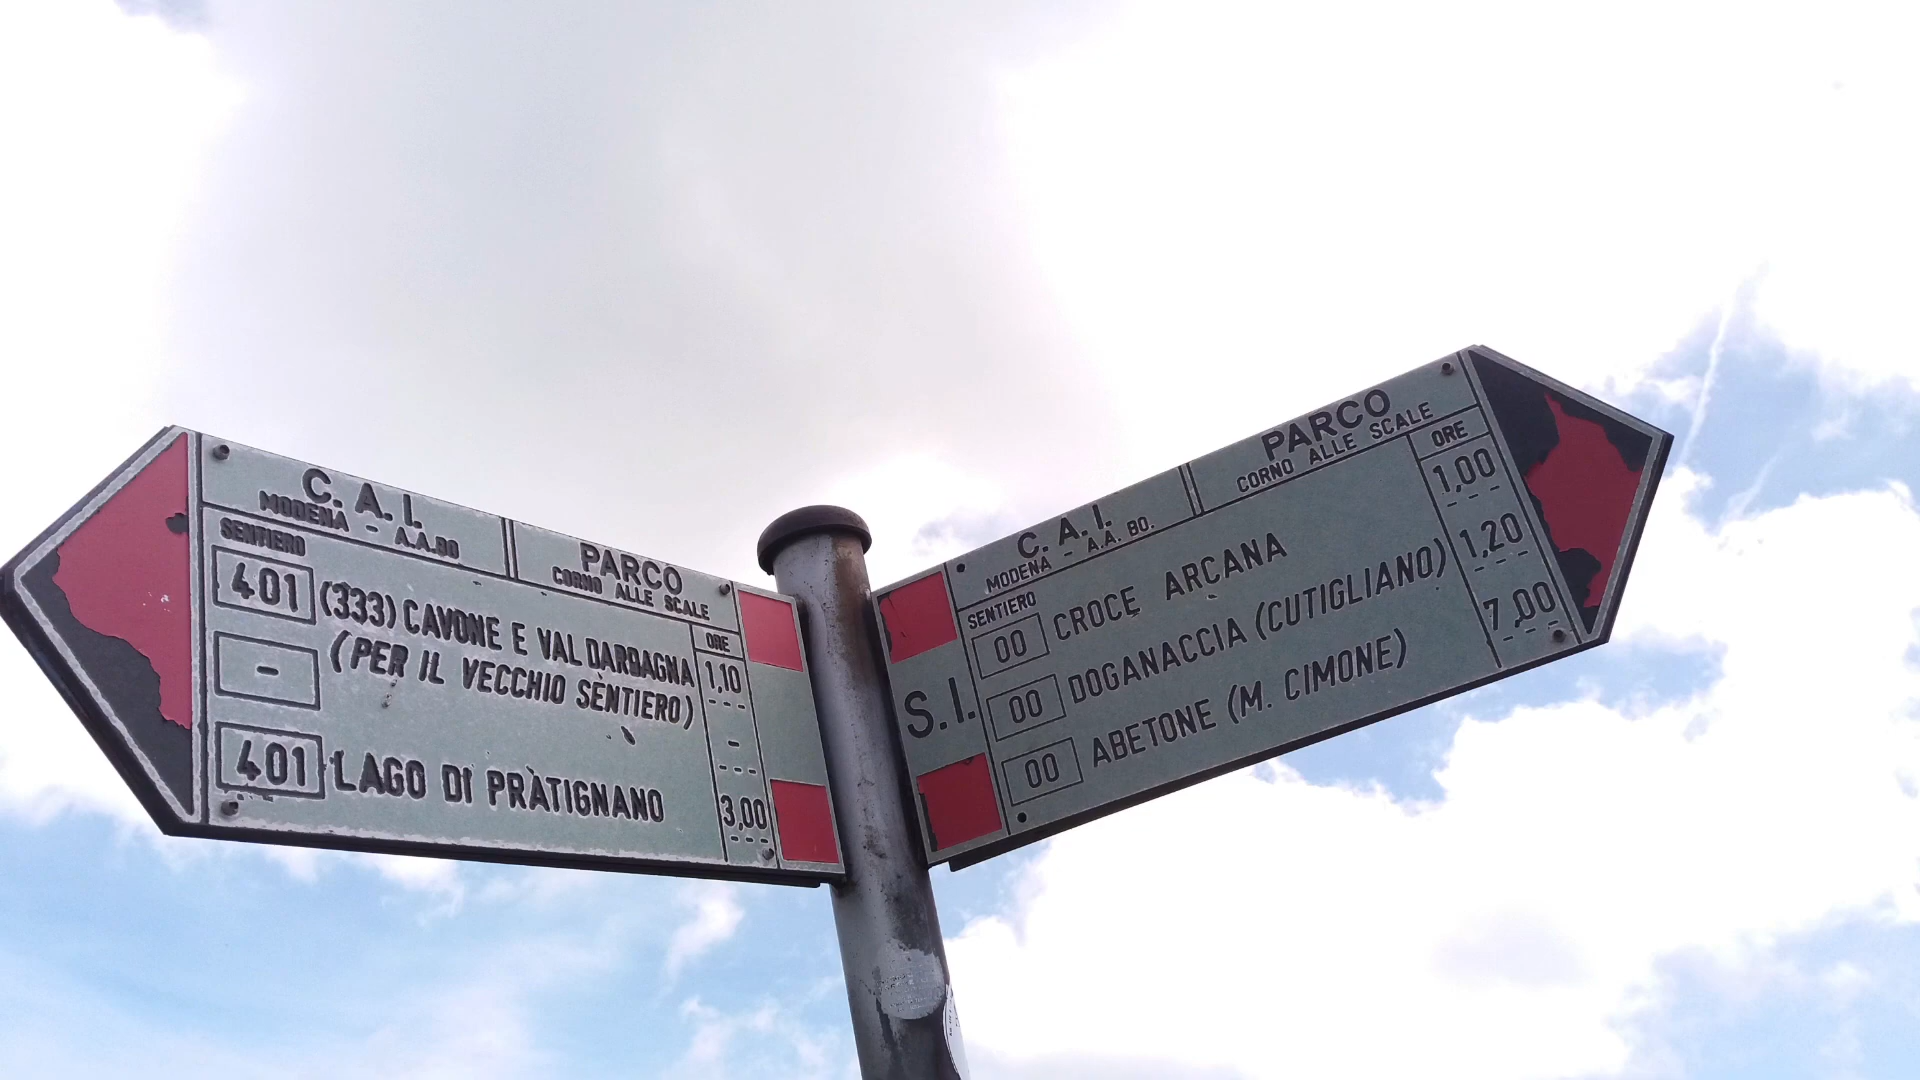 C. A. I.
MODENA - A.A.BO
PARCO
CORNO ALLE SCALE
SENTIERO
ORE
401 (333) CAVONE E VAL DARDAGNA 1,10
- (PER IL VECCHIO SENTIERO) -
401 LAGO DI PRATIGNANO 3,00
C. A. I.
MODENA - A.A. BO.
PARCO
CORNO ALLE SCALE
SENTIERO
ORE
S.I.
00 CROCE ARCANA 1,00
00 DOGANACCIA (CUTIGLIANO) 1,20
00 ABETONE (M. CIMONE) 7,00